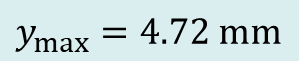 y_max = 4.72 mm